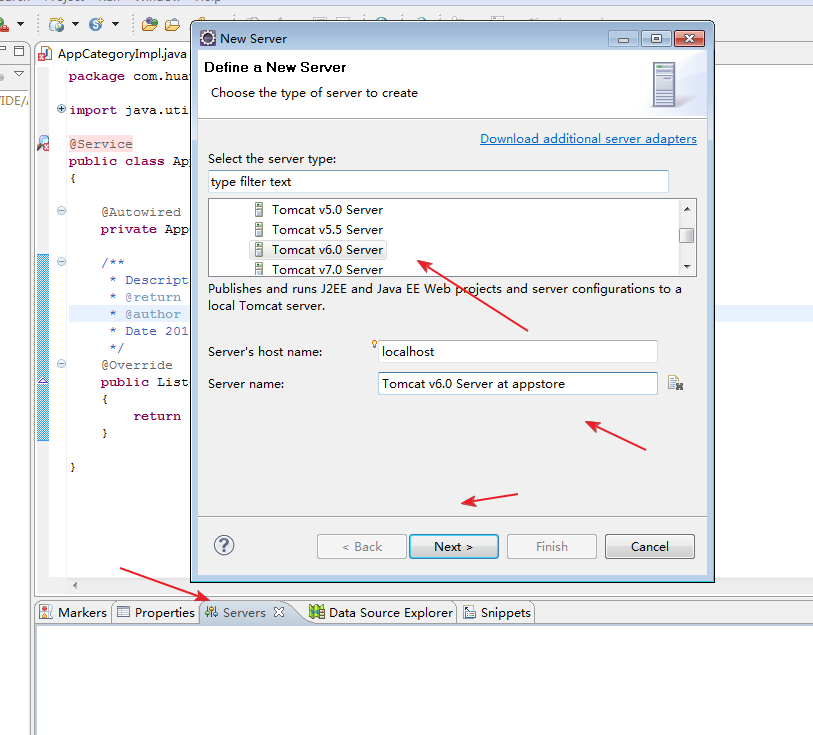 New Server
AppCategoryImpl.java
Define a New Server
Choose the type of server to create
package com.hua
VIDE/
import java.uti
Download additional server adapters
@Service
Select the server type:
public class Ap
type filter text
{
Tomcat v5.0 Server
@Autowired
private App
Tomcat v5.5 Server
Tomcat v6.0 Server
/**
Tomcat v7.0 Server
* Descript
Publishes and runs J2EE and Java EE Web projects and server configurations to a
* @return
local Tomcat server.
* @author
* Date 201
*/
Server's host name: localhost
@Override
public List
Server name: Tomcat v6.0 Server at appstore
{
return
}
}
? < Back Next > Finish Cancel
Markers Properties Servers Data Source Explorer Snippets